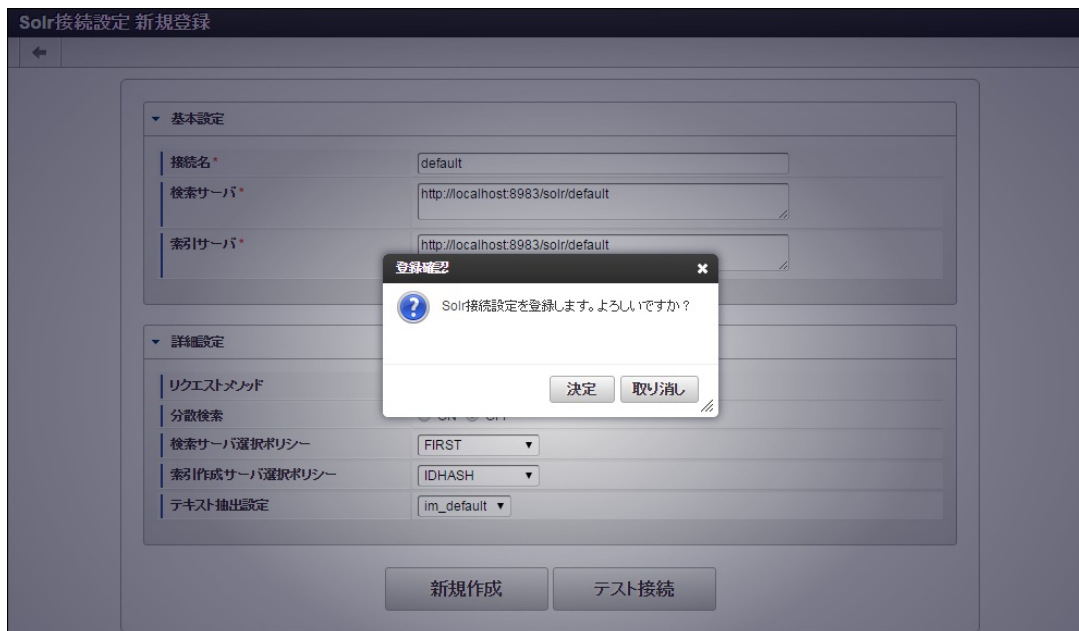 Solr接続設定 新規登録
基本設定
接続名*
default
検索サーバ*
http://localhost:8983/solr/default
索引サーバ*
http://localhost:8983/solr/default
登録確認
Solr接続設定を登録します。よろしいですか？
決定 取り消し
詳細設定
リクエストメソッド
分散検索
検索サーバ選択ポリシー
FIRST
索引作成サーバ選択ポリシー
IDHASH
テキスト抽出設定
im_default
新規作成 テスト接続